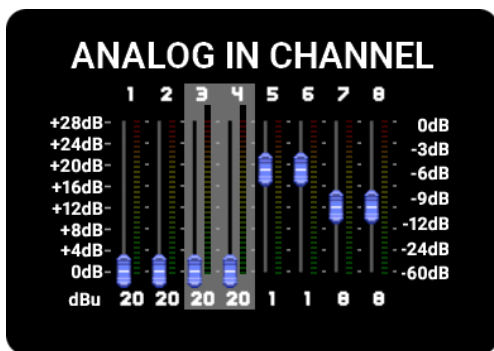 ANALOG IN CHANNEL
1 2 3 4 5 6 7 8
+28dB 0dB
+24dB -3dB
+20dB -6dB
+16dB -9dB
+12dB -12dB
+8dB -24dB
+4dB -60dB
0dB
dBu 20 20 20 20 1 1 8 8